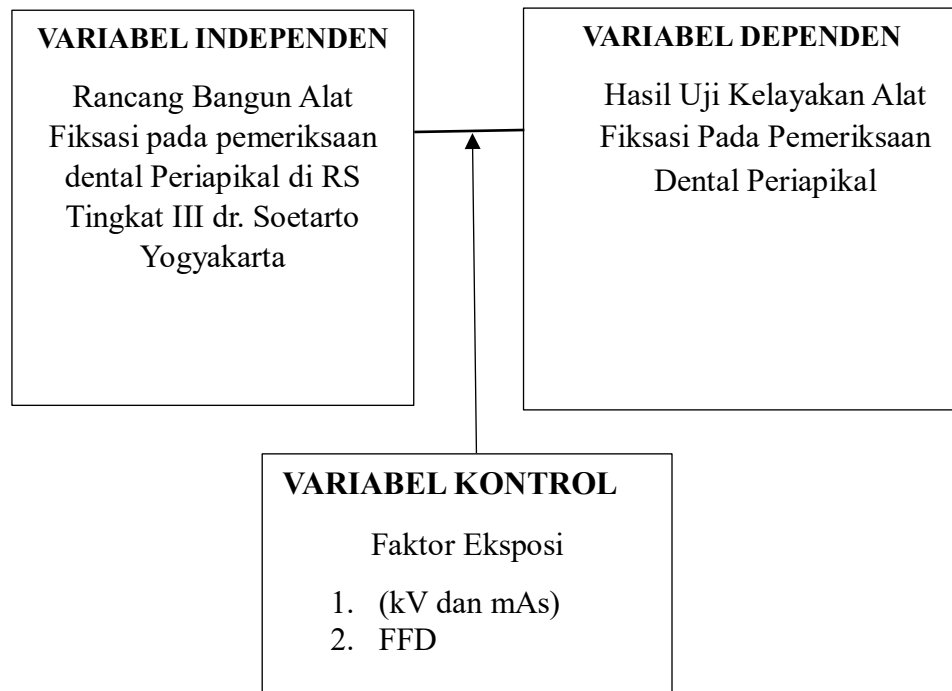 VARIABEL INDEPENDEN
Rancang Bangun Alat
Fiksasi pada pemeriksaan
dental Periapikal di RS
Tingkat III dr. Soetarto
Yogyakarta
VARIABEL DEPENDEN
Hasil Uji Kelayakan Alat
Fiksasi Pada Pemeriksaan
Dental Periapikal
VARIABEL KONTROL
Faktor Eksposi
1. (kV dan mAs)
2. FFD